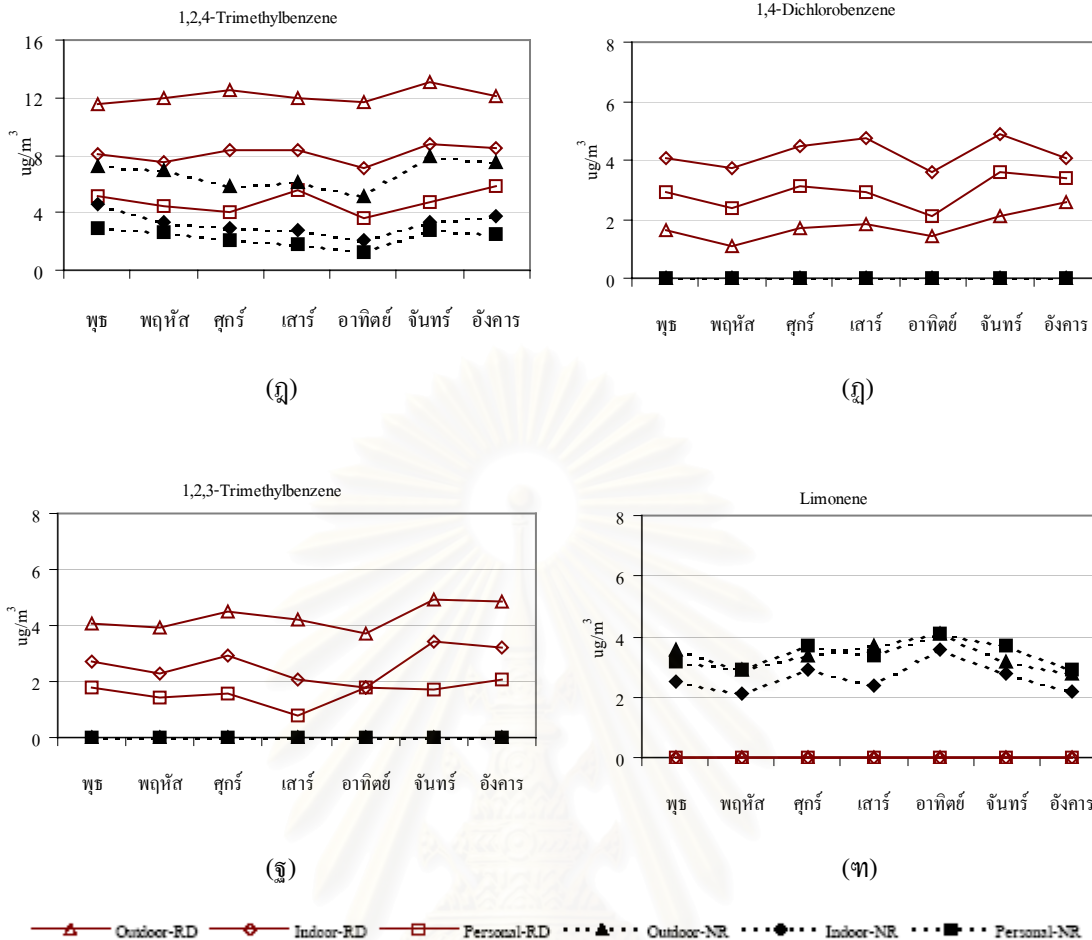 1,2,4-Trimethylbenzene
1,4-Dichlorobenzene
16
12
8
4
0
ug/m³
พุธ พฤหัส ศุกร์ เสาร์ อาทิตย์ จันทร์ อังคาร
(ฎ)
8
6
4
2
0
ug/m³
พุธ พฤหัส ศุกร์ เสาร์ อาทิตย์ จันทร์ อังคาร
(ฏ)
1,2,3-Trimethylbenzene
8
6
4
2
0
ug/m³
พุธ พฤหัส ศุกร์ เสาร์ อาทิตย์ จันทร์ อังคาร
(ฐ)
Limonene
8
6
4
2
0
ug/m³
พุธ พฤหัส ศุกร์ เสาร์ อาทิตย์ จันทร์ อังคาร
(ฑ)
Outdoor-RD Indoor-RD Personal-RD Outdoor-NR Indoor-NR Personal-NR